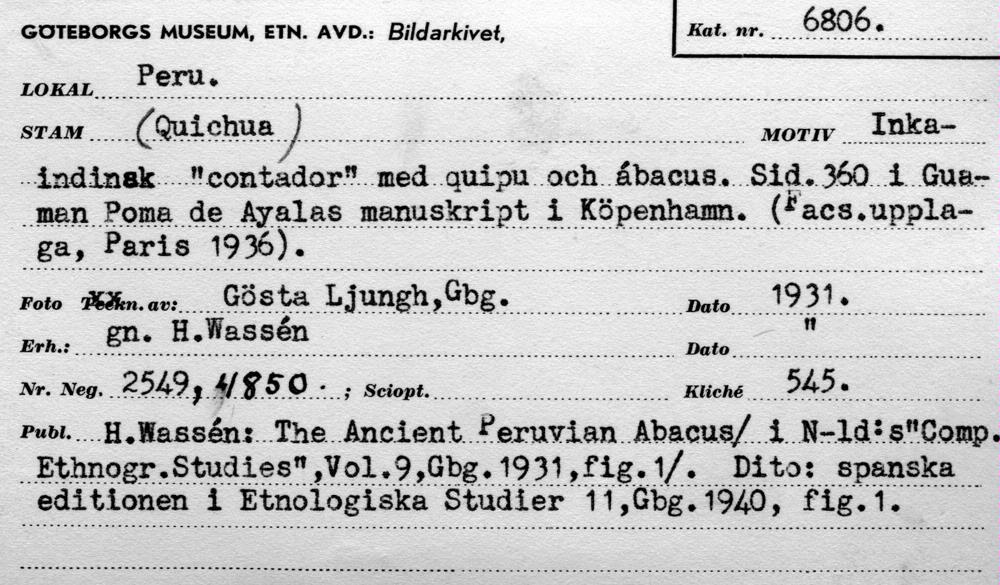 GÖTEBORGS MUSEUM, ETN. AVD.: Bildarkivet, Kat. nr. 6806.
LOKAL Peru.
STAM (Quichua) MOTIV Inka-
indinsk "contador" med quipu och ábacus. Sid.360 i Gua-
man Poma de Ayalas manuskript i Köpenhamn. (Facs.uppla-
ga, Paris 1936).
Foto Teckn. av: Gösta Ljungh,Gbg. Dato 1931.
Erh.: gn. H.Wassén Dato "
Nr. Neg. 2549, 4850. ; Sciopt. Kliché 545.
Publ. H.Wassén: The Ancient Peruvian Abacus/ i N-ld:s"Comp.
Ethnogr.Studies",Vol.9,Gbg.1931,fig.1/. Dito: spanska
editionen i Etnologiska Studier 11,Gbg.1940, fig.1.